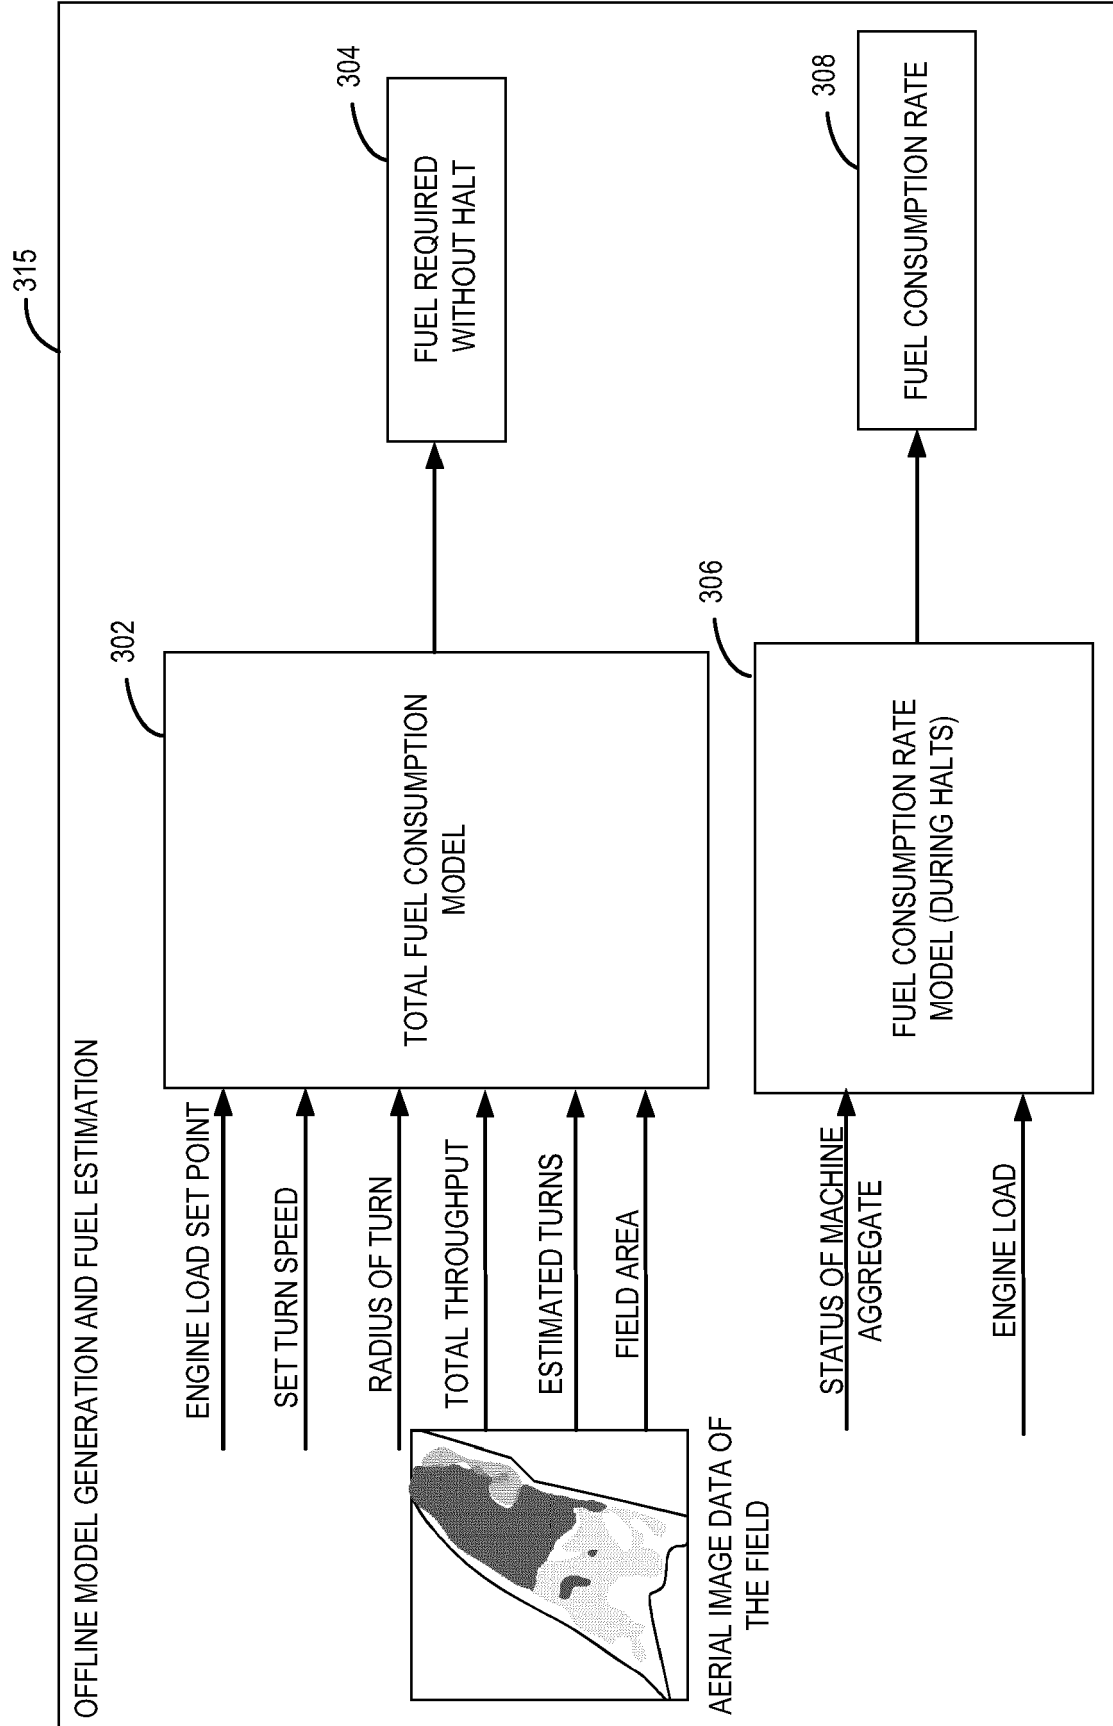 OFFLINE MODEL GENERATION AND FUEL ESTIMATION
315
ENGINE LOAD SET POINT
SET TURN SPEED
RADIUS OF TURN
TOTAL THROUGHPUT
ESTIMATED TURNS
FIELD AREA
AERIAL IMAGE DATA OF
THE FIELD
302
TOTAL FUEL CONSUMPTION
MODEL
304
FUEL REQUIRED
WITHOUT HALT
STATUS OF MACHINE
AGGREGATE
ENGINE LOAD
306
FUEL CONSUMPTION RATE
MODEL (DURING HALTS)
308
FUEL CONSUMPTION RATE